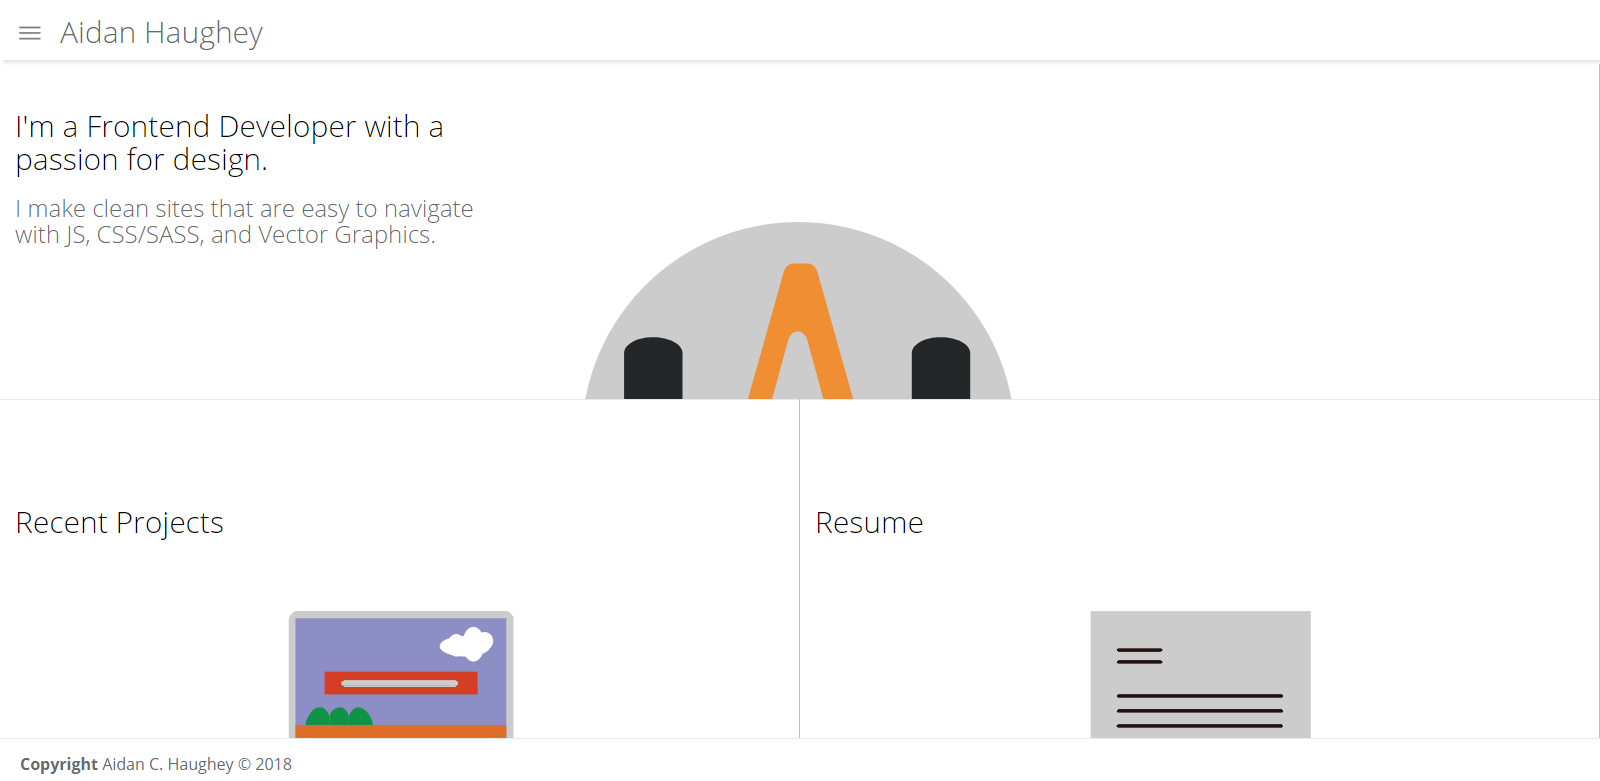 Aidan Haughey
I'm a Frontend Developer with a
passion for design.
I make clean sites that are easy to navigate
with JS, CSS/SASS, and Vector Graphics.
Recent Projects
Resume
Copyright Aidan C. Haughey © 2018